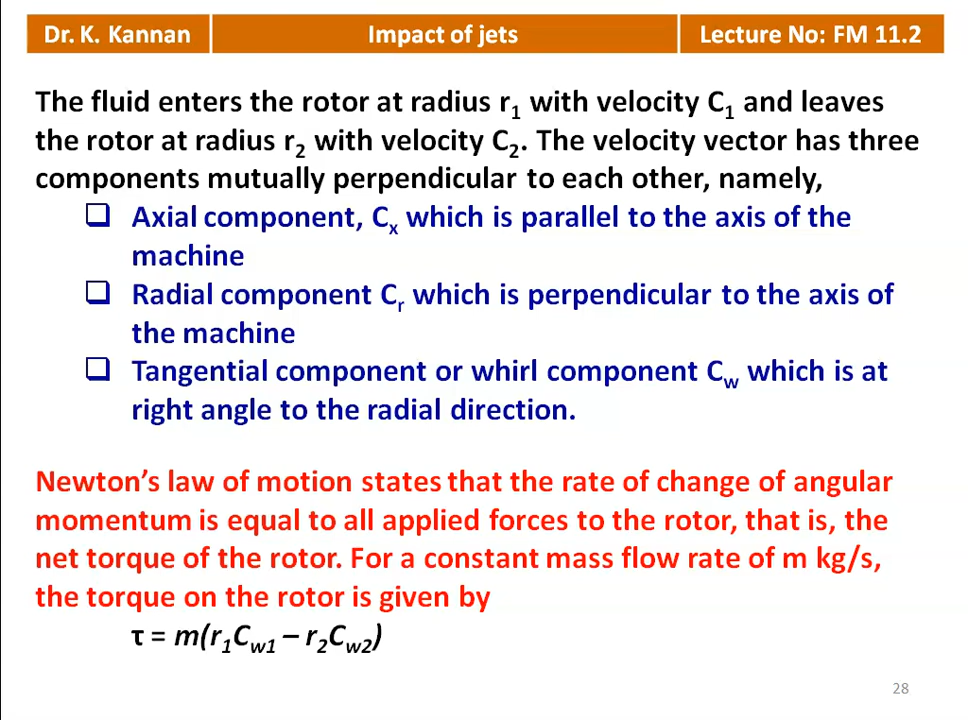 Dr. K. Kannan Impact of jets Lecture No: FM 11.2
The fluid enters the rotor at radius r1 with velocity C1 and leaves
the rotor at radius r2 with velocity C2. The velocity vector has three
components mutually perpendicular to each other, namely,
❑ Axial component, Cx which is parallel to the axis of the
machine
❑ Radial component Cr which is perpendicular to the axis of
the machine
❑ Tangential component or whirl component Cw which is at
right angle to the radial direction.
Newton’s law of motion states that the rate of change of angular
momentum is equal to all applied forces to the rotor, that is, the
net torque of the rotor. For a constant mass flow rate of m kg/s,
the torque on the rotor is given by
τ = m(r1Cw1 – r2Cw2)
28